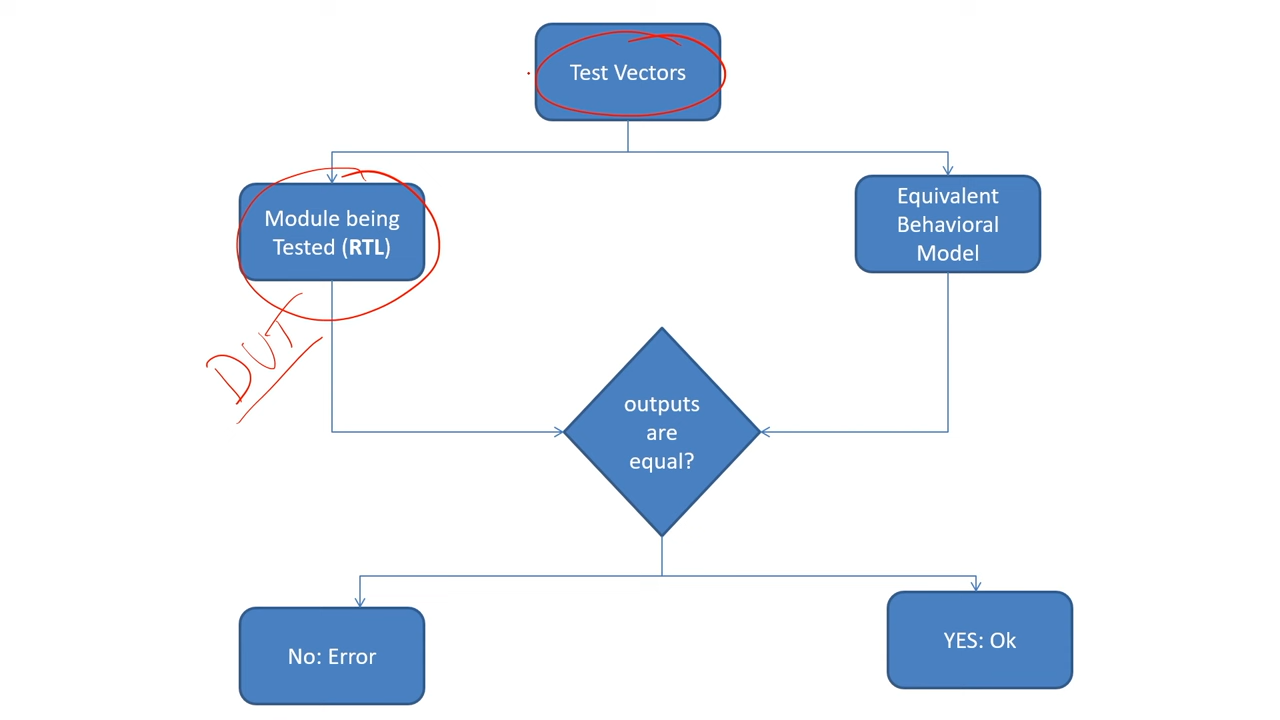 Test Vectors
Module being
Tested (RTL)
Equivalent
Behavioral
Model
DUT
outputs
are
equal?
No: Error
YES: Ok